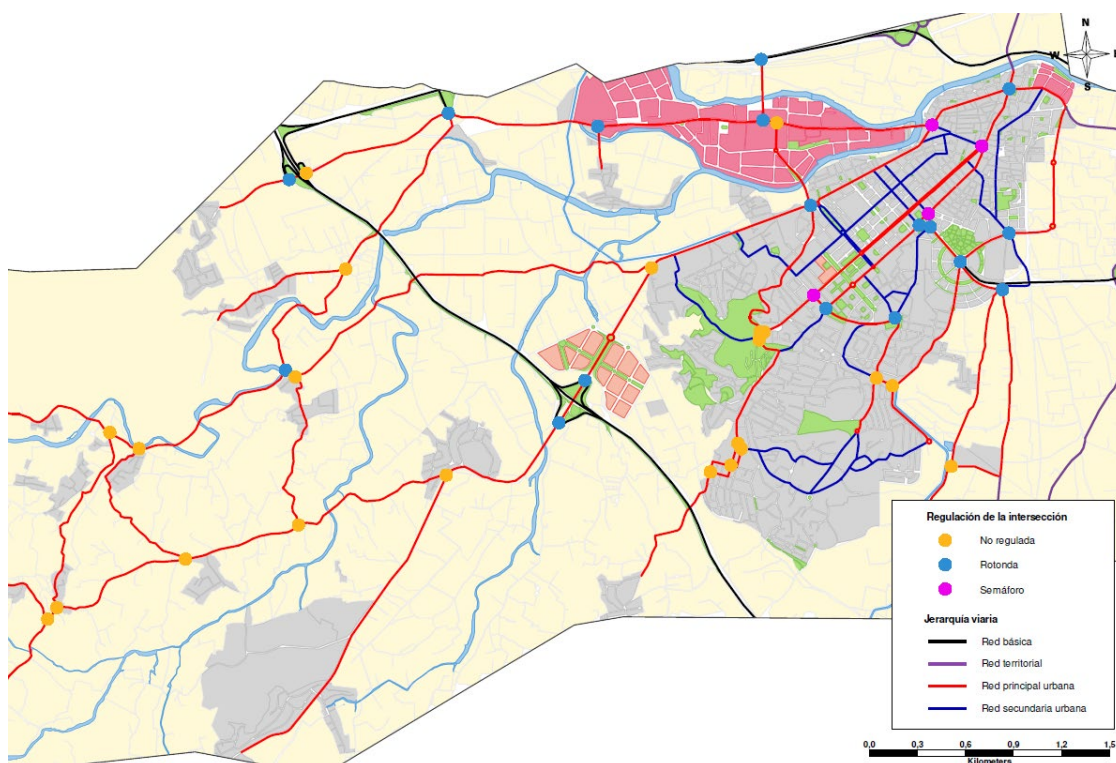 N
W
S
Regulación de la intersección
No regulada
Rotonda
Semáforo
Jerarquía viaria
Red básica
Red territorial
Red principal urbana
Red secundaria urbana
0,0 0,3 0,6 0,9 1,2 1,5
Kilometers